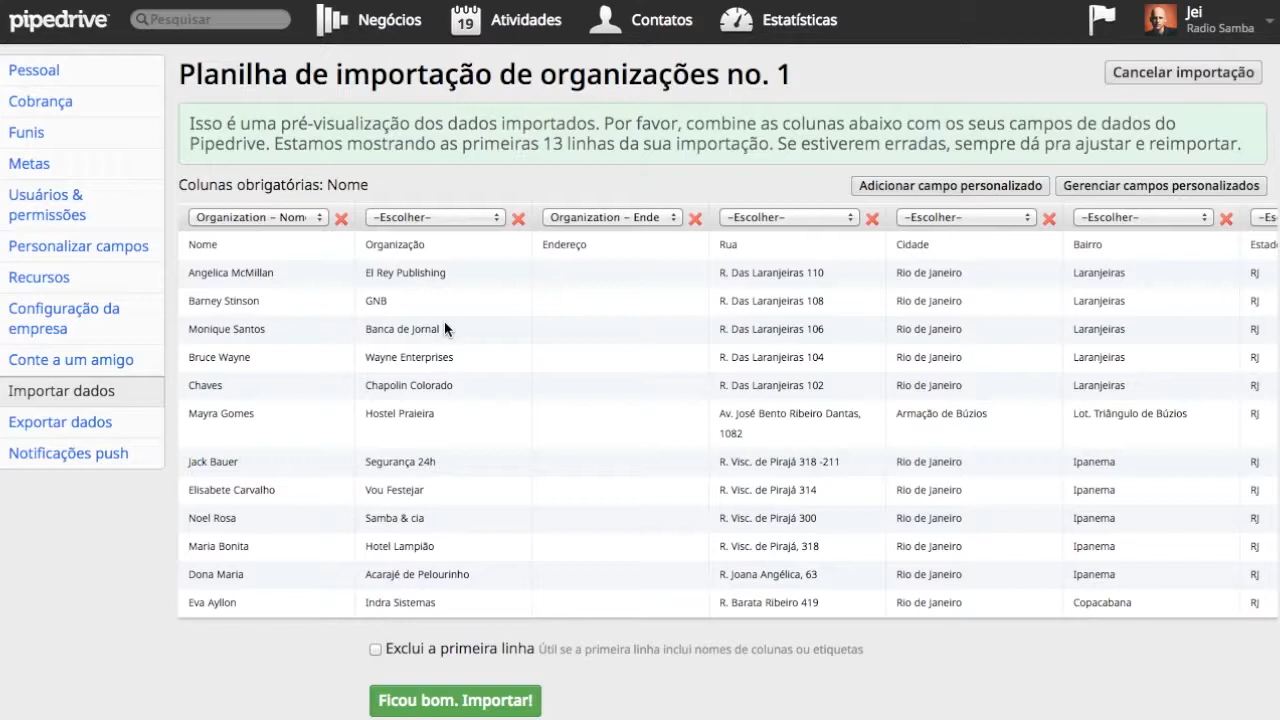 pipedrive Pesquisar Negócios 19 Atividades Contatos Estatísticas Jei
Radio Samba
Pessoal
Cobrança
Funis
Metas
Usuários &
permissões
Personalizar campos
Recursos
Configuração da
empresa
Conte a um amigo
Importar dados
Exportar dados
Notificações push
Planilha de importação de organizações no. 1
Cancelar importação
Isso é uma pré-visualização dos dados importados. Por favor, combine as colunas abaixo com os seus campos de dados do
Pipedrive. Estamos mostrando as primeiras 13 linhas da sua importação. Se estiverem erradas, sempre dá pra ajustar e reimportar.
Colunas obrigatórias: Nome Adicionar campo personalizado Gerenciar campos personalizados
Organization – Nom –Escolher– Organization – Ende –Escolher– –Escolher– –Escolher– –Es
Nome Organização Endereço Rua Cidade Bairro Estad
Angelica McMillan El Rey Publishing R. Das Laranjeiras 110 Rio de Janeiro Laranjeiras RJ
Barney Stinson GNB R. Das Laranjeiras 108 Rio de Janeiro Laranjeiras RJ
Monique Santos Banca de Jornal R. Das Laranjeiras 106 Rio de Janeiro Laranjeiras RJ
Bruce Wayne Wayne Enterprises R. Das Laranjeiras 104 Rio de Janeiro Laranjeiras RJ
Chaves Chapolin Colorado R. Das Laranjeiras 102 Rio de Janeiro Laranjeiras RJ
Mayra Gomes Hostel Praieira Av. José Bento Ribeiro Dantas, Armação de Búzios Lot. Triângulo de Búzios RJ
1082
Jack Bauer Segurança 24h R. Visc. de Pirajá 318 -211 Rio de Janeiro Ipanema RJ
Elisabete Carvalho Vou Festejar R. Visc. de Pirajá 314 Rio de Janeiro Ipanema RJ
Noel Rosa Samba & cia R. Visc. de Pirajá 300 Rio de Janeiro Ipanema RJ
Maria Bonita Hotel Lampião R. Visc. de Pirajá, 318 Rio de Janeiro Ipanema RJ
Dona Maria Acarajé de Pelourinho R. Joana Angélica, 63 Rio de Janeiro Ipanema RJ
Eva Ayllon Indra Sistemas R. Barata Ribeiro 419 Rio de Janeiro Copacabana RJ
Exclui a primeira linha Útil se a primeira linha inclui nomes de colunas ou etiquetas
Ficou bom. Importar!